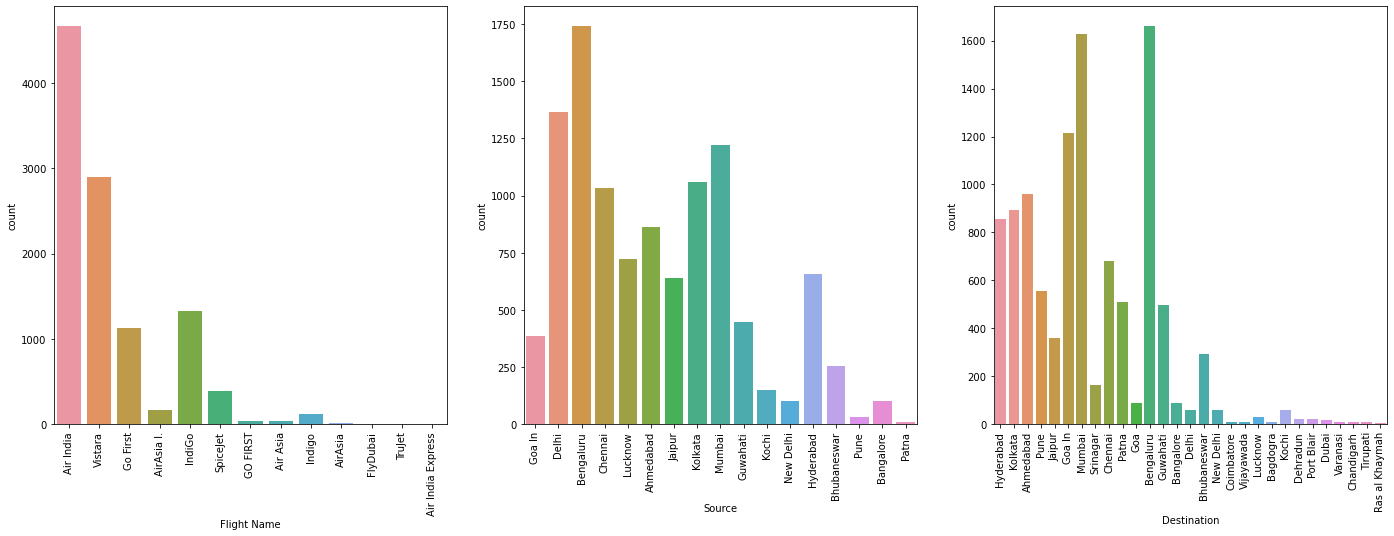 count
4000
3000
2000
1000
0
Air India
Vistara
Go First
AirAsia I.
IndiGo
SpiceJet
GO FIRST
Air Asia
Indigo
AirAsia
FlyDubai
TruJet
Air India Express
Flight Name
count
1750
1500
1250
1000
750
500
250
0
Goa In
Delhi
Bengaluru
Chennai
Lucknow
Ahmedabad
Jaipur
Kolkata
Mumbai
Guwahati
Kochi
New Delhi
Hyderabad
Bhubaneswar
Pune
Bangalore
Patna
Source
count
1600
1400
1200
1000
800
600
400
200
0
Hyderabad
Kolkata
Ahmedabad
Pune
Jaipur
Goa In
Mumbai
Srinagar
Chennai
Patna
Goa
Bengaluru
Guwahati
Bangalore
Delhi
Bhubaneswar
New Delhi
Coimbatore
Vijayawada
Lucknow
Bagdogra
Kochi
Dehradun
Port Blair
Dubai
Varanasi
Chandigarh
Tirupati
Ras al Khaymah
Destination